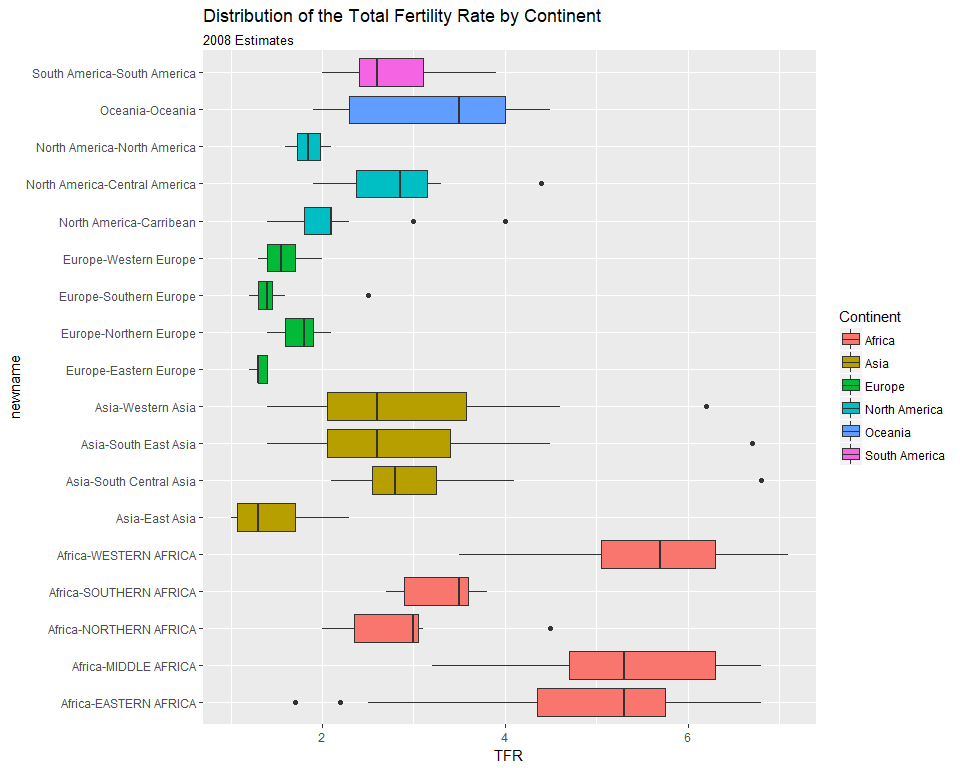 Distribution of the Total Fertility Rate by Continent
2008 Estimates
newname
South America-South America
Oceania-Oceania
North America-North America
North America-Central America
North America-Carribean
Europe-Western Europe
Europe-Southern Europe
Europe-Northern Europe
Europe-Eastern Europe
Asia-Western Asia
Asia-South East Asia
Asia-South Central Asia
Asia-East Asia
Africa-WESTERN AFRICA
Africa-SOUTHERN AFRICA
Africa-NORTHERN AFRICA
Africa-MIDDLE AFRICA
Africa-EASTERN AFRICA
2 4 6
TFR
Continent
Africa
Asia
Europe
North America
Oceania
South America